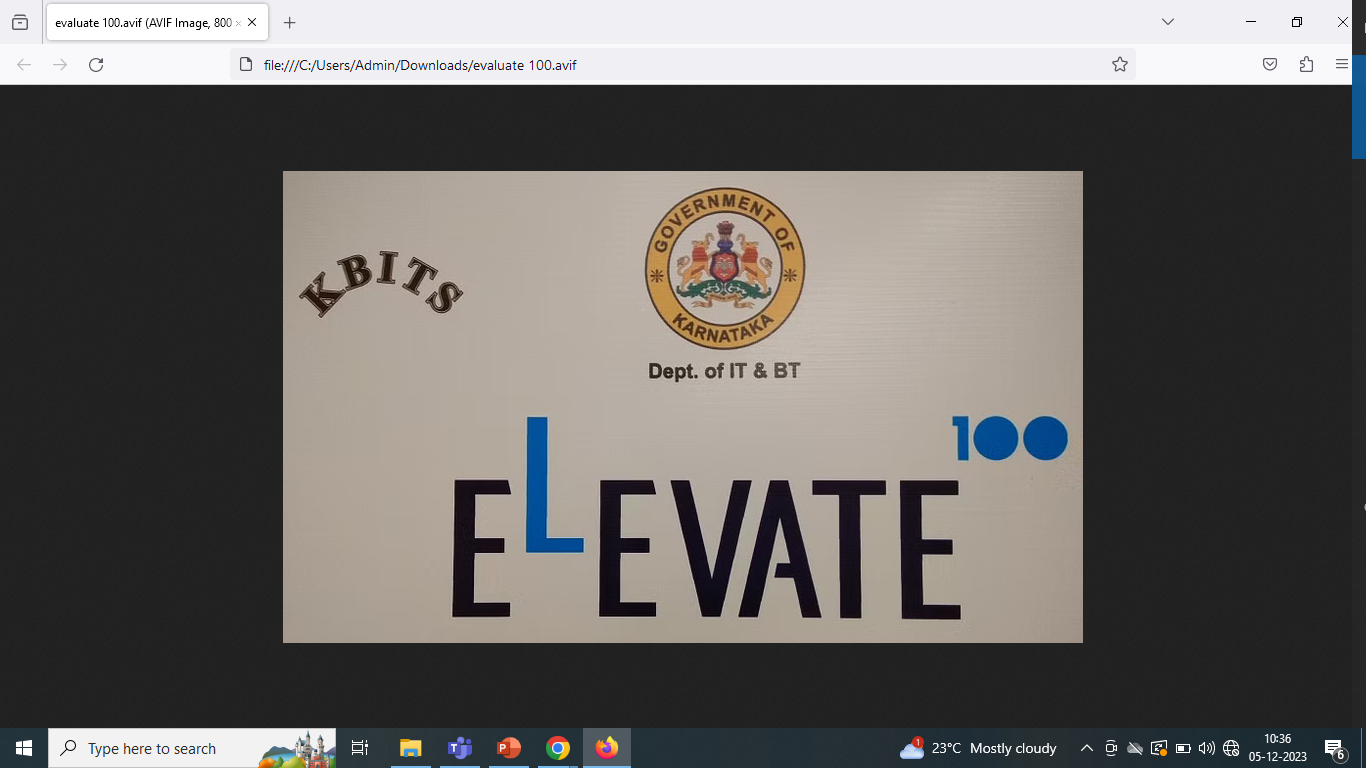 evaluate 100.avif (AVIF Image, 800
file:///C:/Users/Admin/Downloads/evaluate 100.avif
GOVERNMENT OF
KARNATAKA
KBITS
Dept. of IT & BT
100
ELEVATE
Type here to search
1
23°C Mostly cloudy
10:36
05-12-2023
6